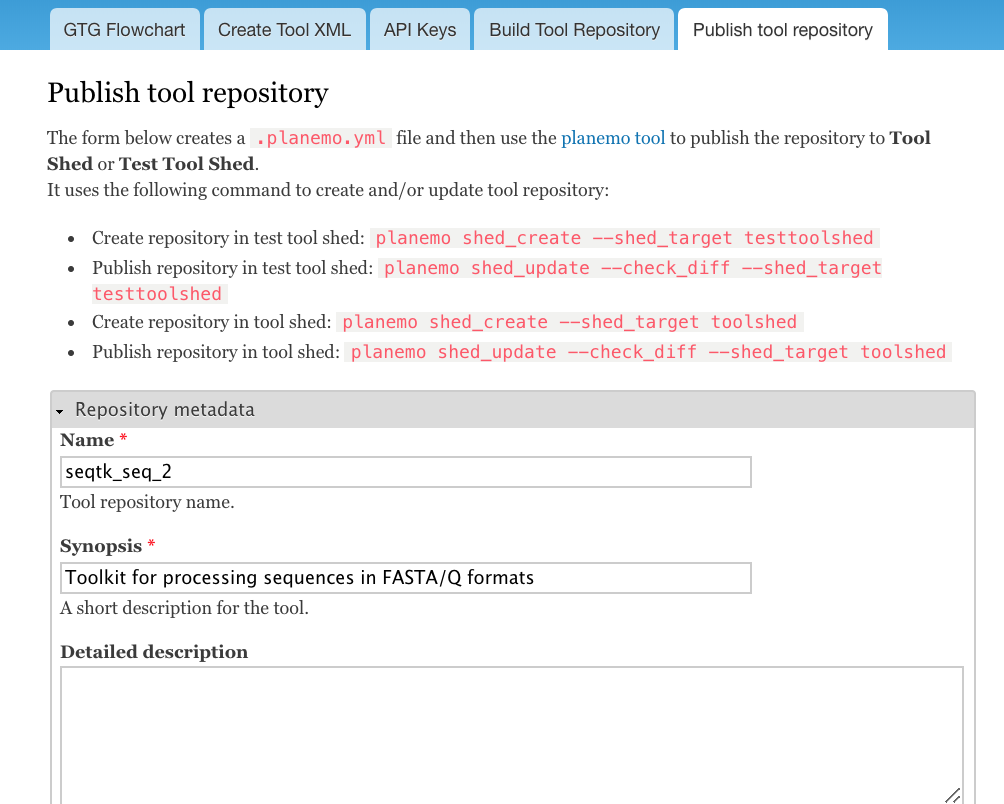 GTG Flowchart Create Tool XML API Keys Build Tool Repository Publish tool repository
Publish tool repository
The form below creates a .planemo.yml file and then use the planemo tool to publish the repository to Tool
Shed or Test Tool Shed.
It uses the following command to create and/or update tool repository:
• Create repository in test tool shed: planemo shed_create --shed_target testtoolshed
• Publish repository in test tool shed: planemo shed_update --check_diff --shed_target
testtoolshed
• Create repository in tool shed: planemo shed_create --shed_target toolshed
• Publish repository in tool shed: planemo shed_update --check_diff --shed_target toolshed
Repository metadata
Name *
seqtk_seq_2
Tool repository name.
Synopsis *
Toolkit for processing sequences in FASTA/Q formats
A short description for the tool.
Detailed description